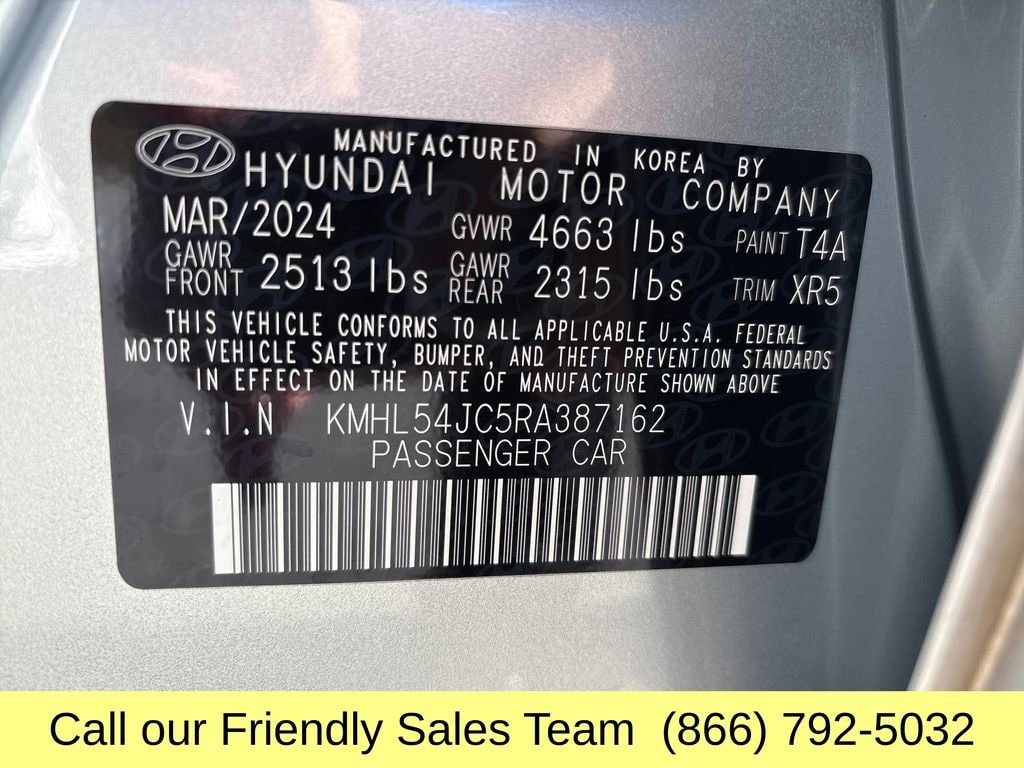 MANUFACTURED IN KOREA BY
HYUNDAI MOTOR COMPANY
MAR/2024 GVWR 4663 lbs PAINT T4A
GAWR FRONT 2513 lbs GAWR REAR 2315 lbs TRIM XR5
THIS VEHICLE CONFORMS TO ALL APPLICABLE U.S.A. FEDERAL
MOTOR VEHICLE SAFETY, BUMPER, AND THEFT PREVENTION STANDARDS
IN EFFECT ON THE DATE OF MANUFACTURE SHOWN ABOVE
V.I.N KMHL54JC5RA387162
PASSENGER CAR
Call our Friendly Sales Team (866) 792-5032